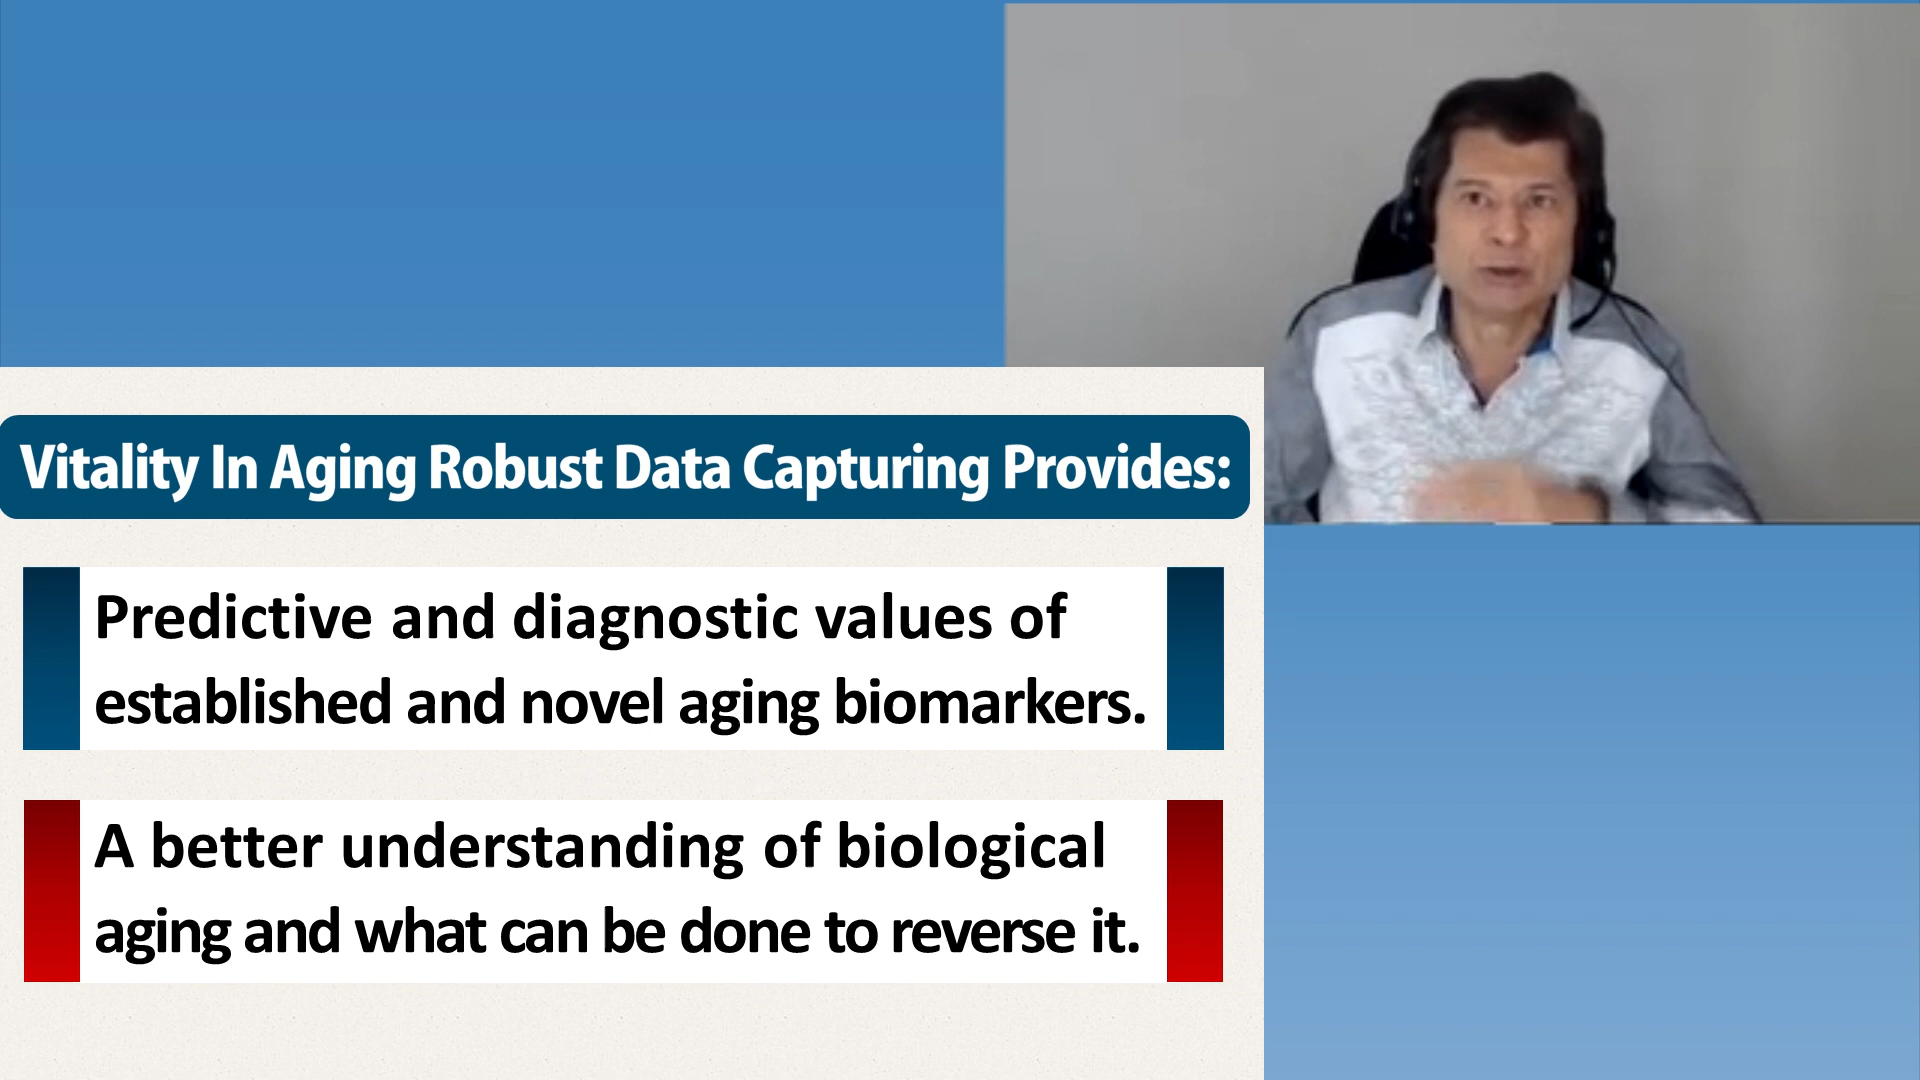 Vitality In Aging Robust Data Capturing Provides:
Predictive and diagnostic values of
established and novel aging biomarkers.
A better understanding of biological
aging and what can be done to reverse it.